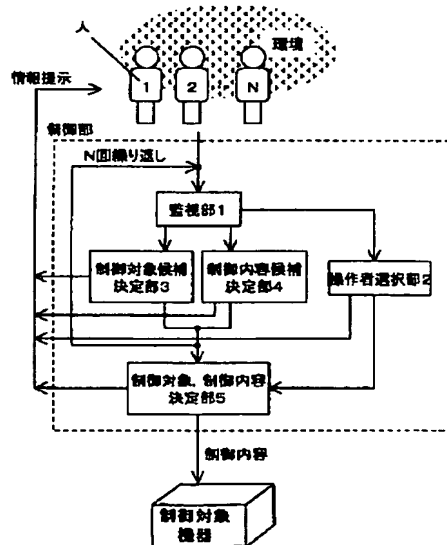 人
環境
情報提示
1
2
N
制御部
N回繰り返し
監視部1
制御対象候補
決定部3
制御内容候補
決定部4
操作者選択部2
制御対象、制御内容
決定部5
制御内容
制御対象
機器